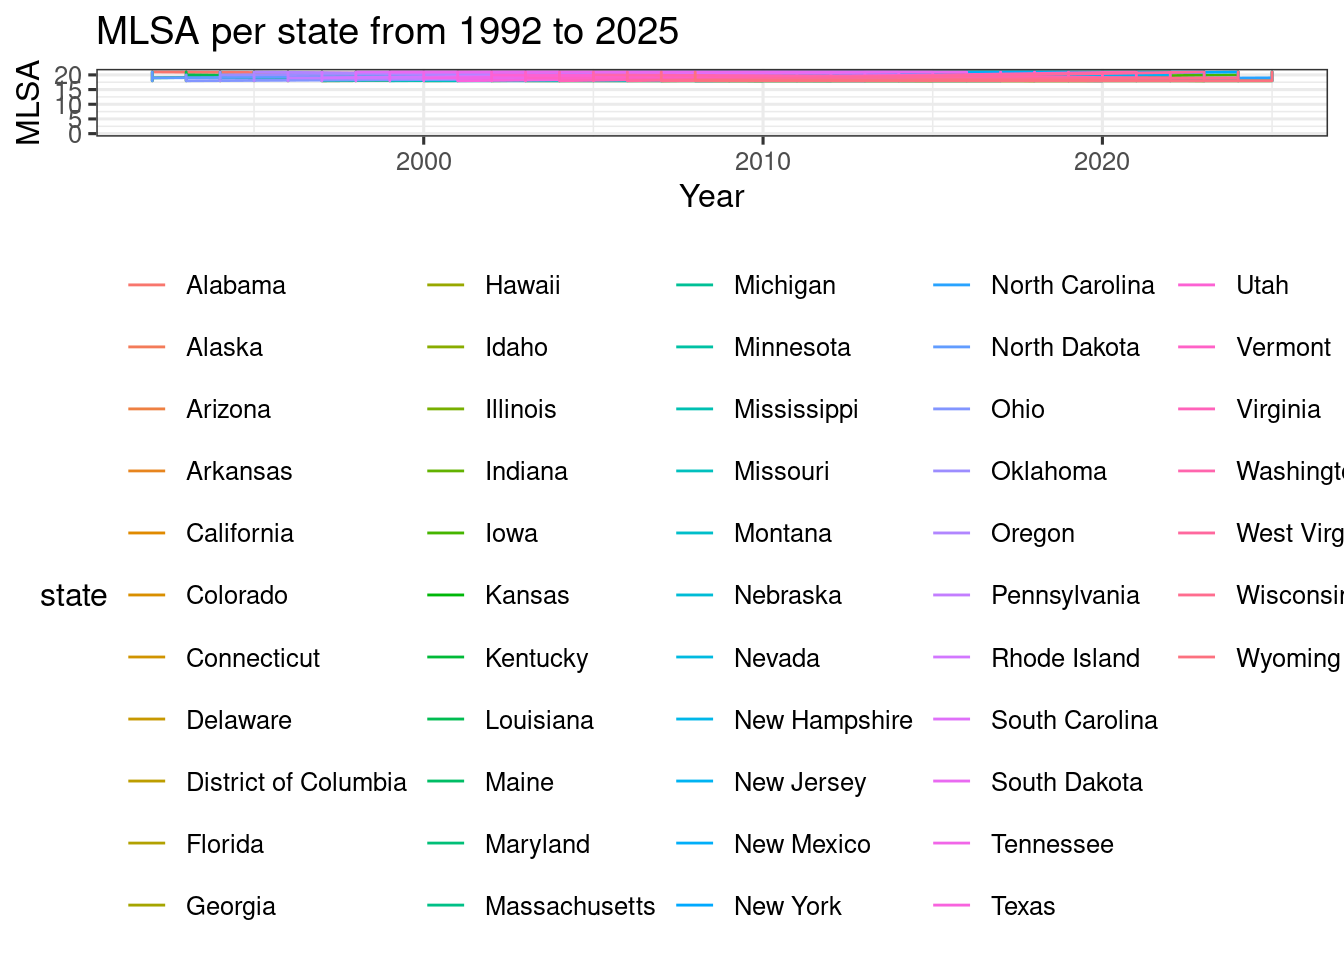 MLSA per state from 1992 to 2025
MLSA
20
15
10
5
0
2000 2010 2020
Year
state
Alabama Hawaii Michigan North Carolina Utah
Alaska Idaho Minnesota North Dakota Vermont
Arizona Illinois Mississippi Ohio Virginia
Arkansas Indiana Missouri Oklahoma Washingt
California Iowa Montana Oregon West Virg
Colorado Kansas Nebraska Pennsylvania Wisconsin
Connecticut Kentucky Nevada Rhode Island Wyoming
Delaware Louisiana New Hampshire South Carolina
District of Columbia Maine New Jersey South Dakota
Florida Maryland New Mexico Tennessee
Georgia Massachusetts New York Texas